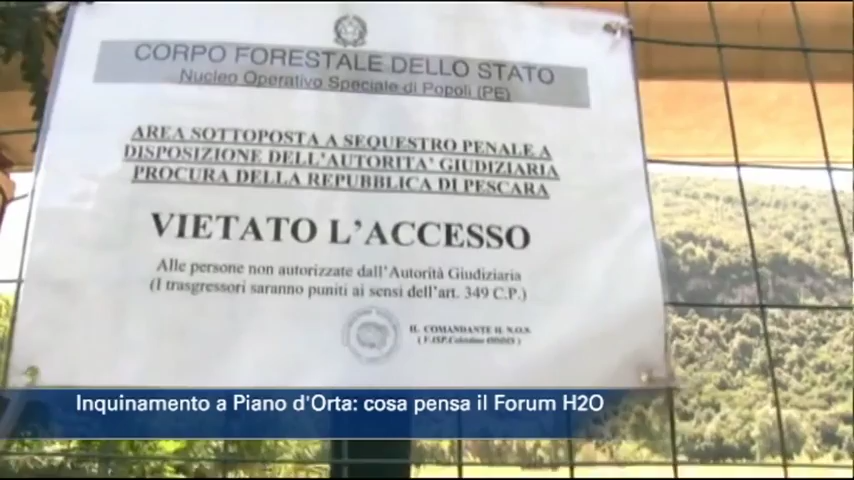 CORPO FORESTALE DELLO STATO
Nucleo Operativo Speciale di Popoli (PE)
AREA SOTTOPOSTA A SEQUESTRO PENALE A
DISPOSIZIONE DELL'AUTORITA' GIUDIZIARIA
PROCURA DELLA REPUBBLICA DI PESCARA
VIETATO L'ACCESSO
Alle persone non autorizzate dall'Autorità Giudiziaria
(I trasgressori saranno puniti ai sensi dell'art. 349 C.P.)
IL COMANDANTE IL N.O.S.
Inquinamento a Piano d'Orta: cosa pensa il Forum H2O